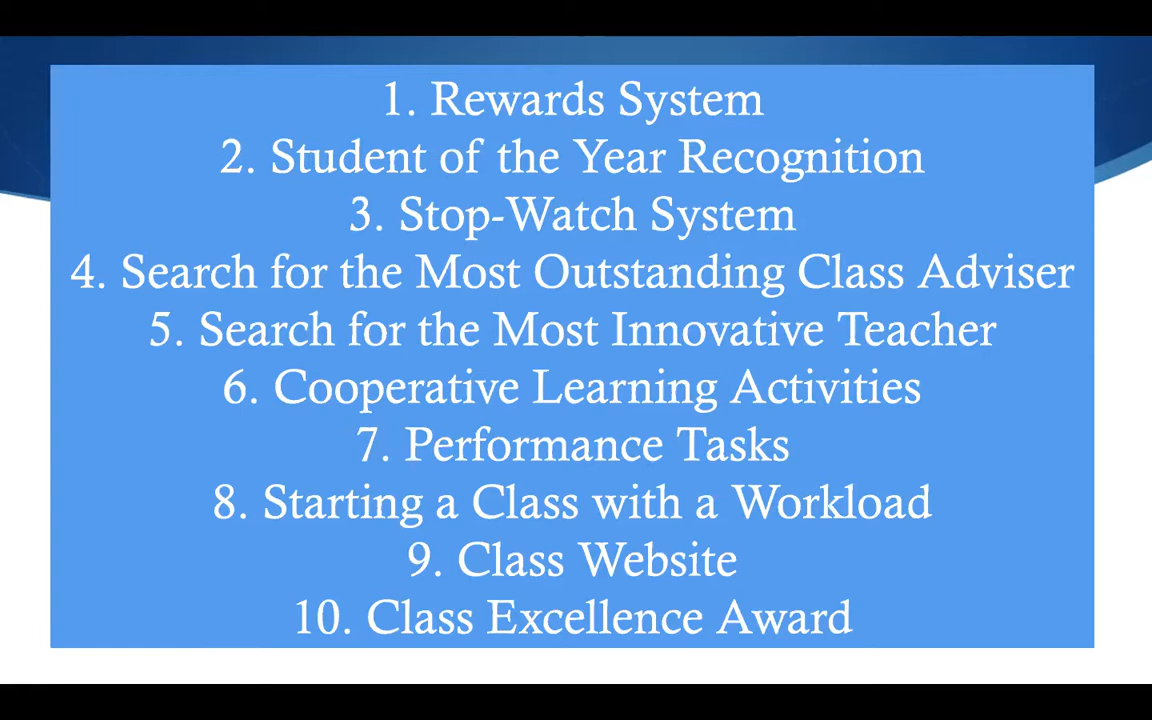 1. Rewards System
2. Student of the Year Recognition
3. Stop-Watch System
4. Search for the Most Outstanding Class Adviser
5. Search for the Most Innovative Teacher
6. Cooperative Learning Activities
7. Performance Tasks
8. Starting a Class with a Workload
9. Class Website
10. Class Excellence Award